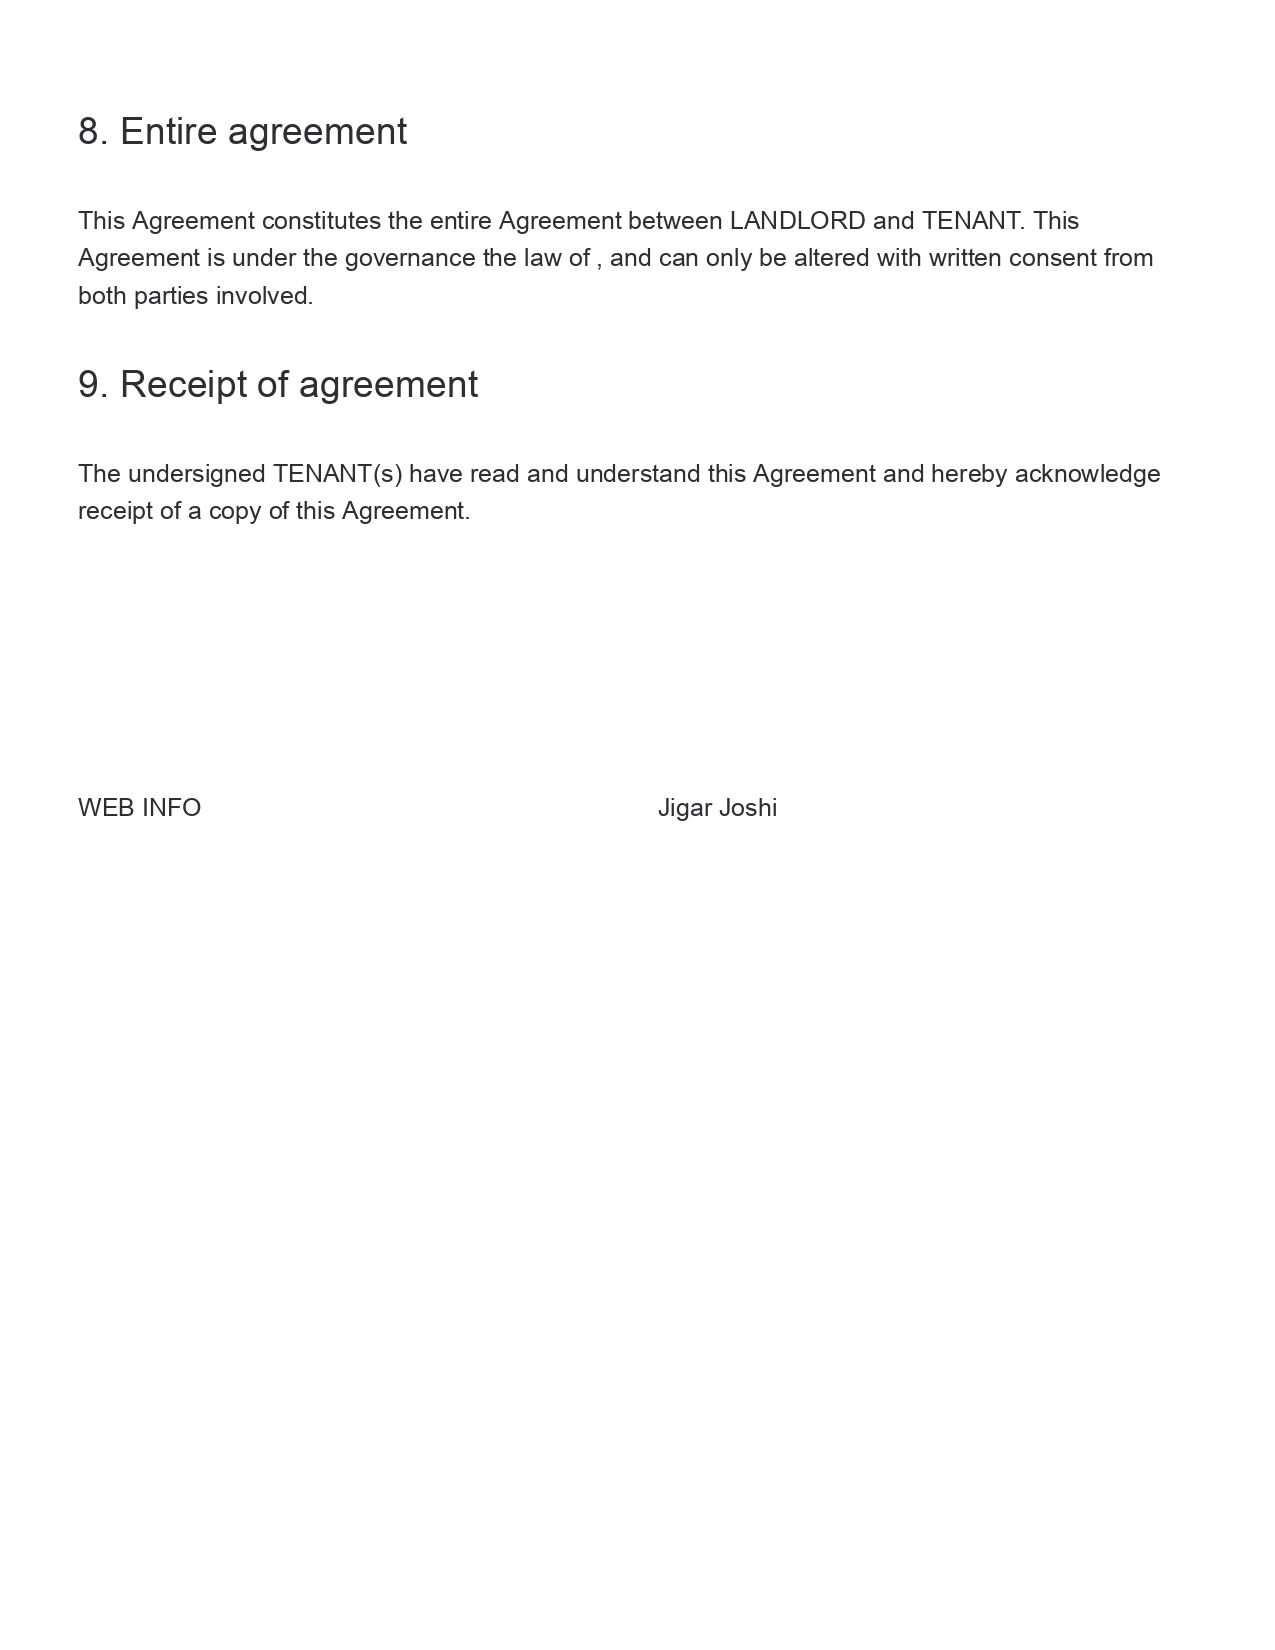 8. Entire agreement
This Agreement constitutes the entire Agreement between LANDLORD and TENANT. This
Agreement is under the governance the law of , and can only be altered with written consent from
both parties involved.
9. Receipt of agreement
The undersigned TENANT(s) have read and understand this Agreement and hereby acknowledge
receipt of a copy of this Agreement.
WEB INFO Jigar Joshi